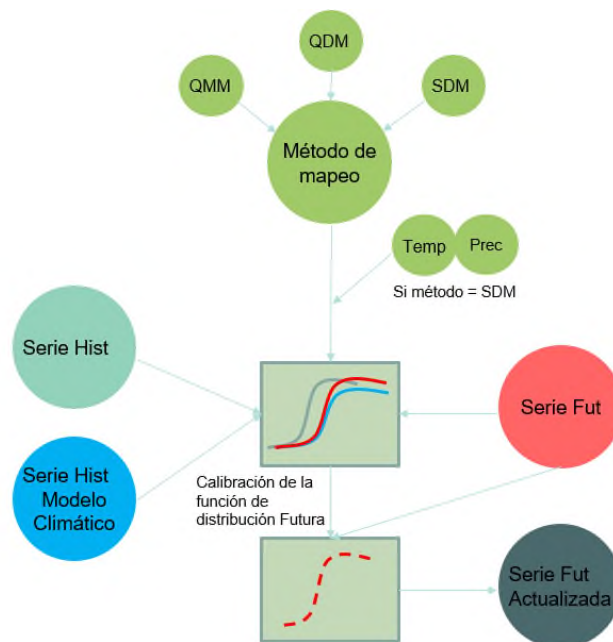 QDM
QMM
SDM
Método de
mapeo
Temp
Prec
Si método = SDM
Serie Hist
Serie Fut
Serie Hist
Modelo
Climático
Calibración de la
función de
distribución Futura
Serie Fut
Actualizada